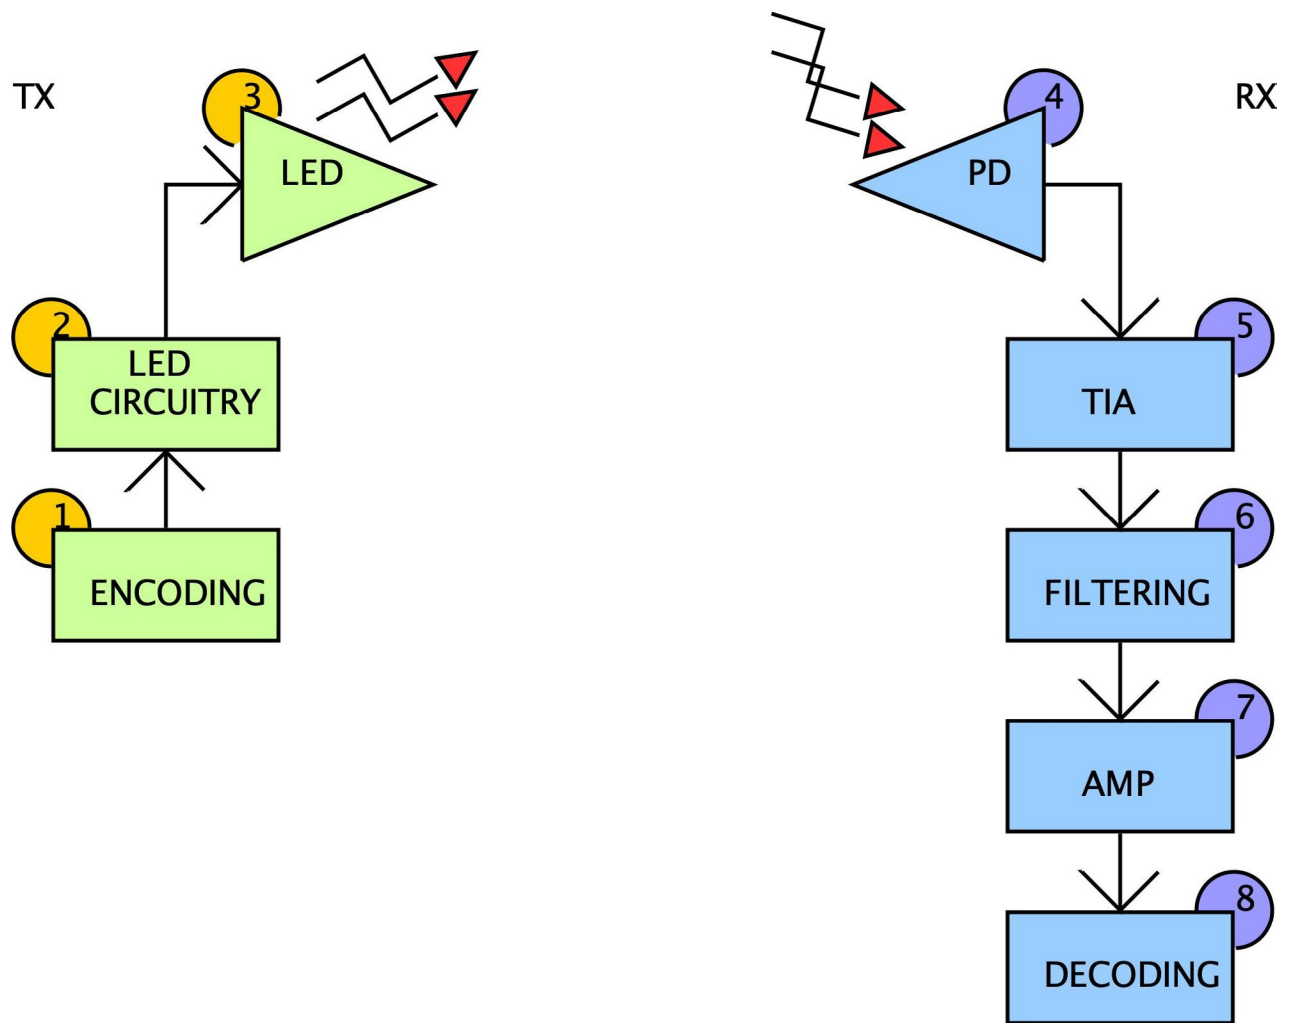 TX
3
LED
2
LED
CIRCUITRY
1
ENCODING
RX
4
PD
5
TIA
6
FILTERING
7
AMP
8
DECODING